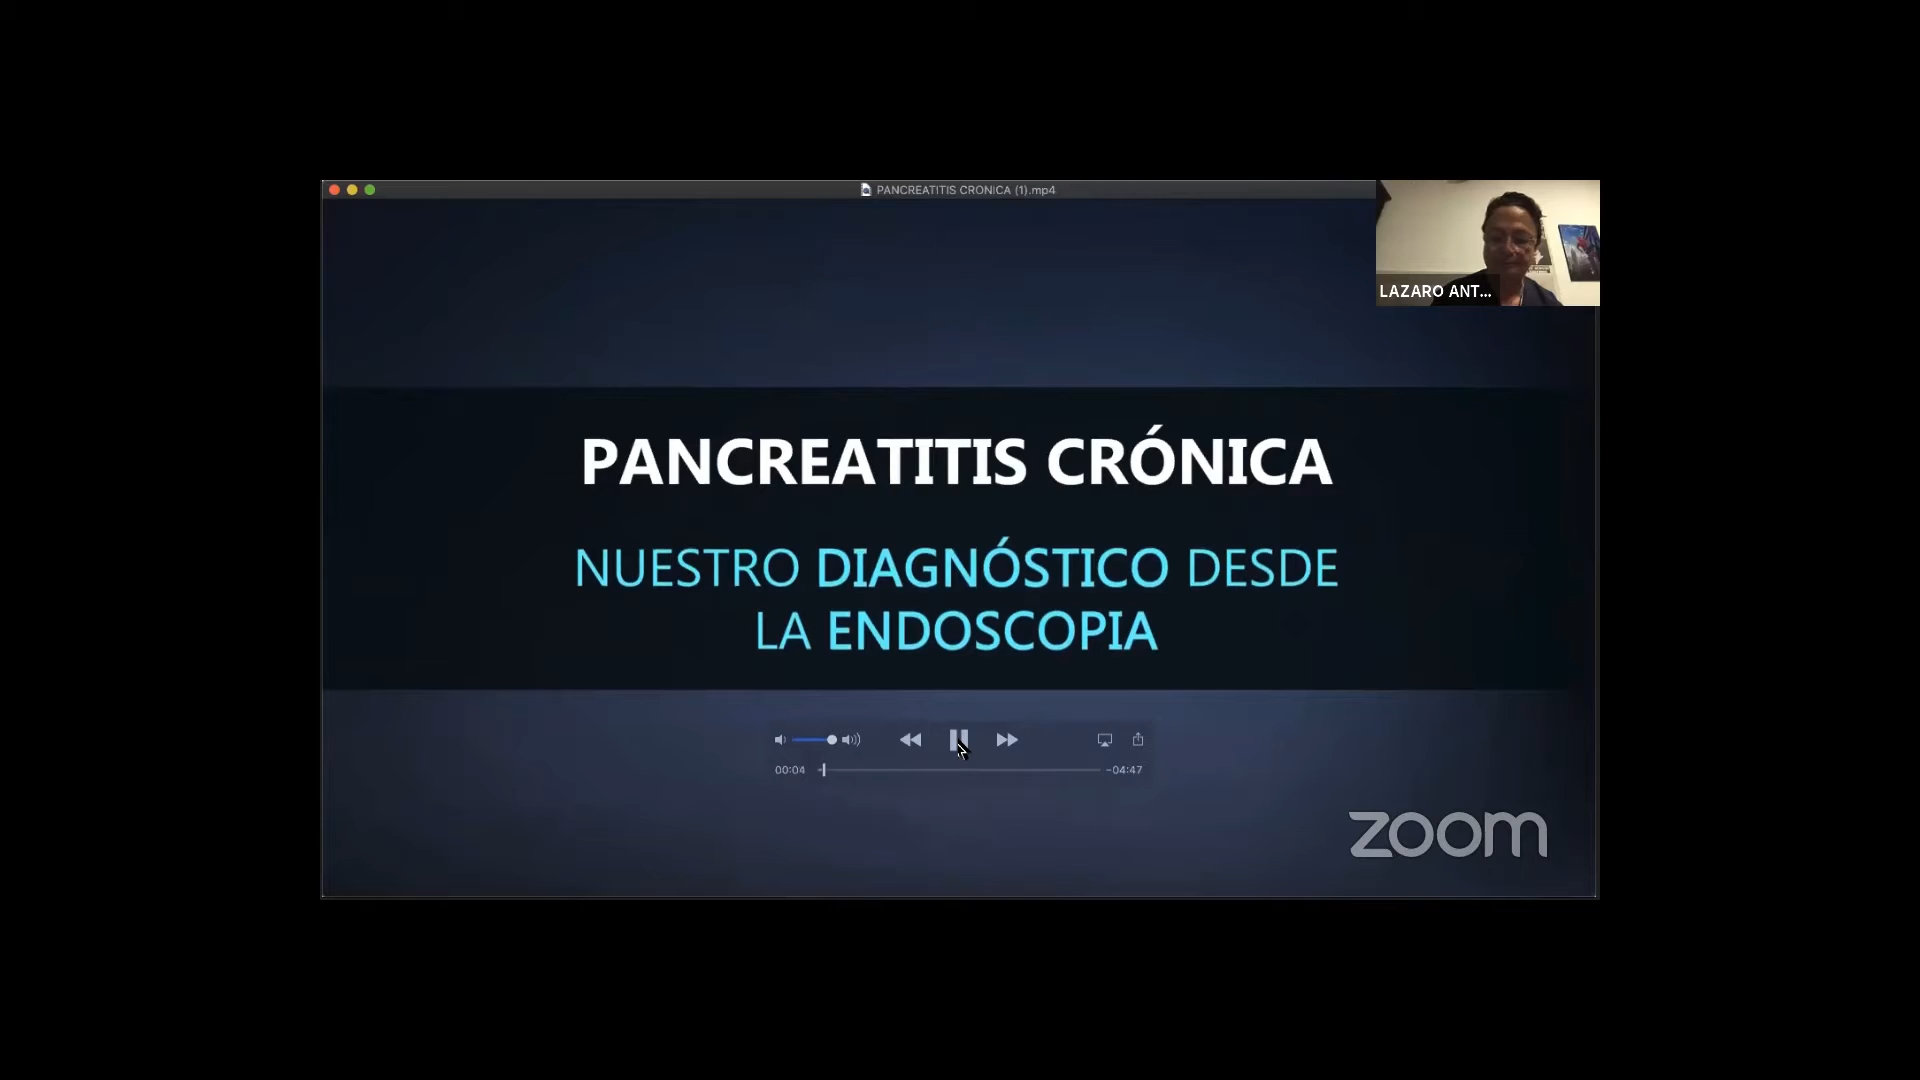 PANCREATITIS CRONICA (1).mp4
LAZARO ANT...
PANCREATITIS CRÓNICA
NUESTRO DIAGNÓSTICO DESDE
LA ENDOSCOPIA
00:04
-04:47
zoom